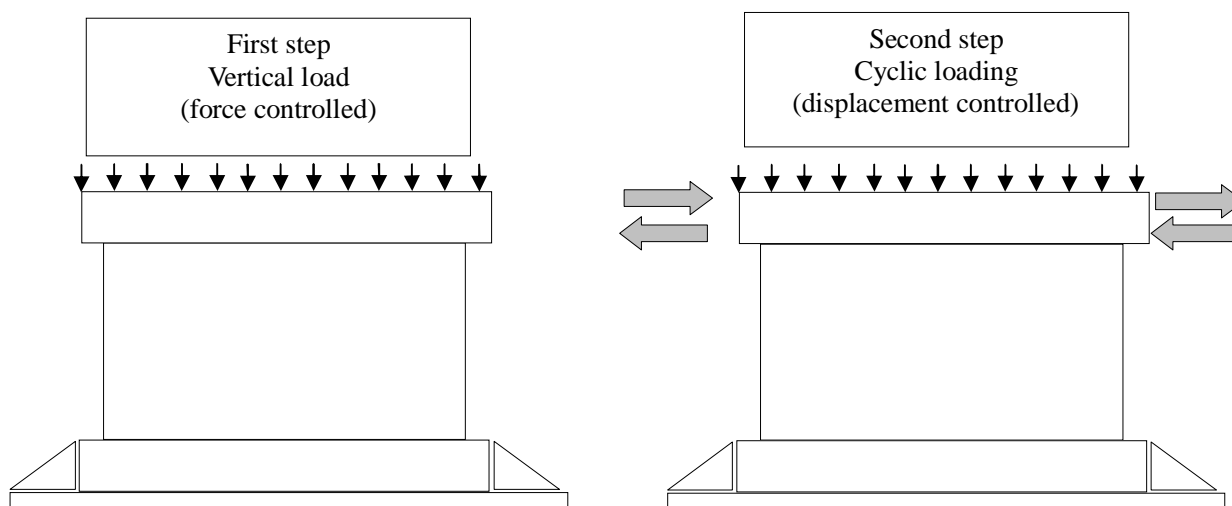 First step
Vertical load
(force controlled)
Second step
Cyclic loading
(displacement controlled)